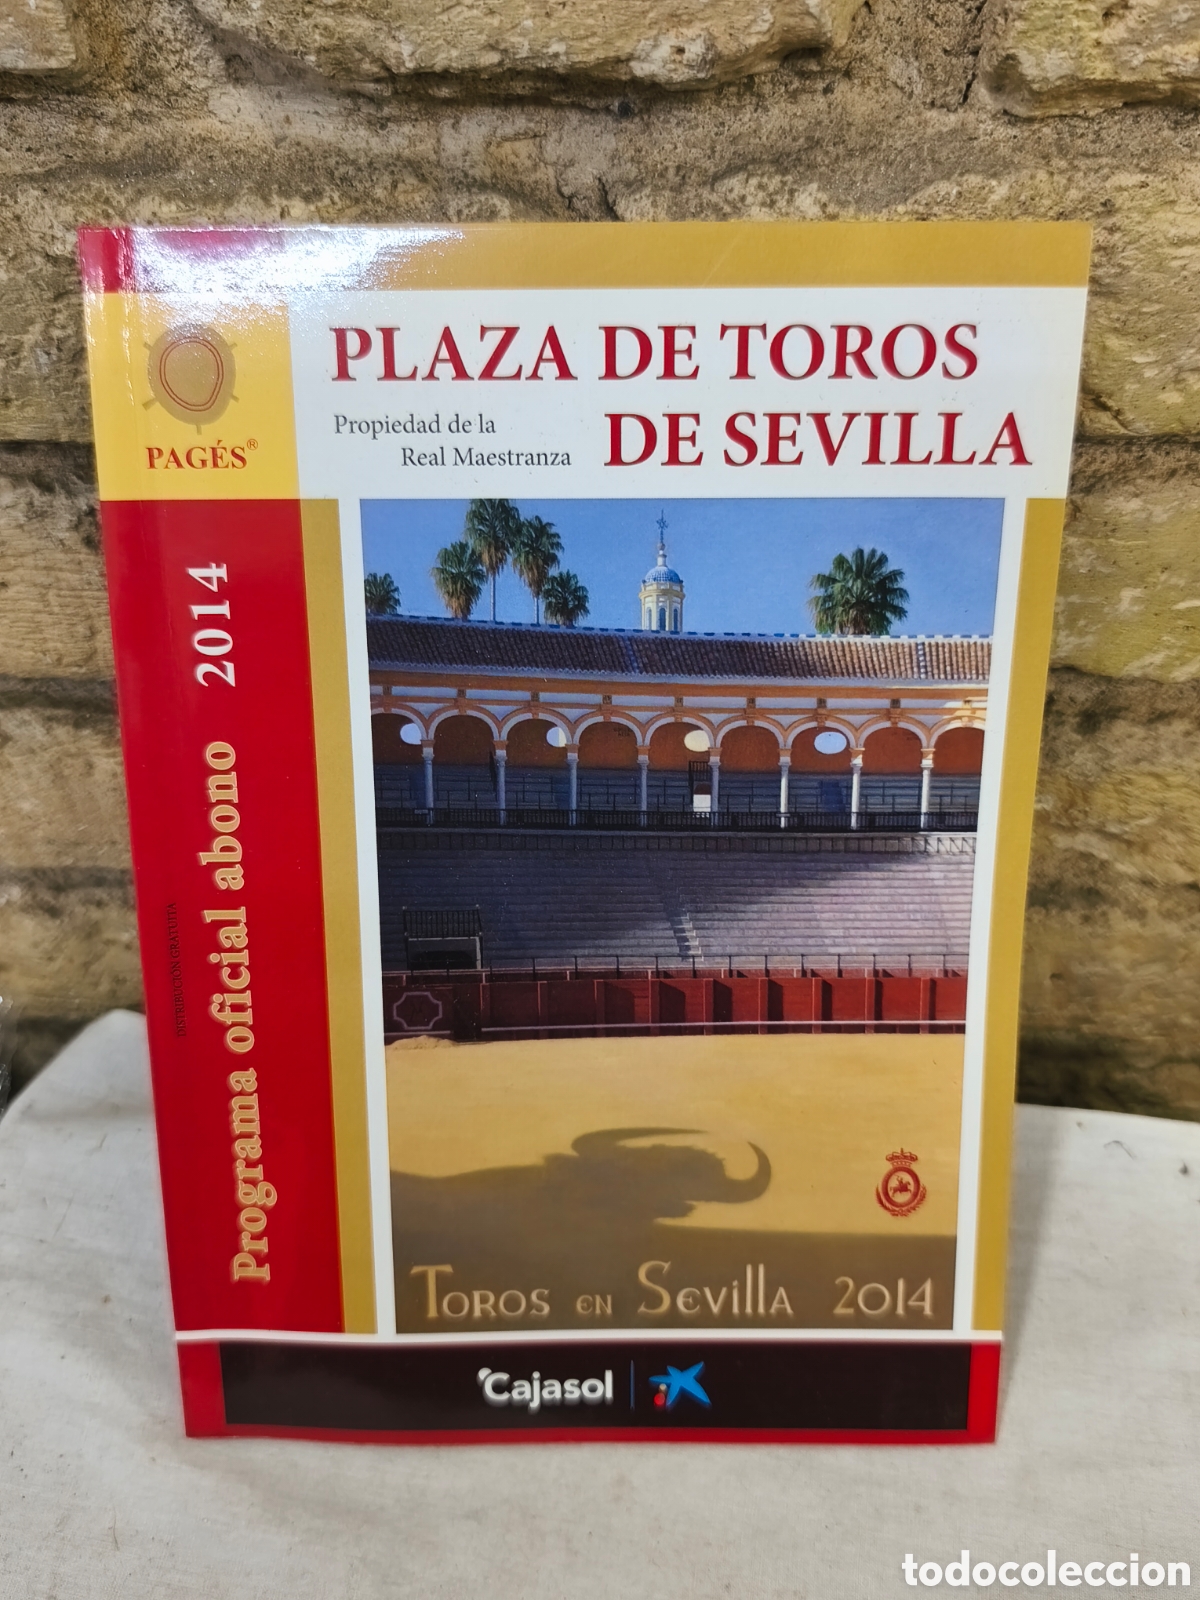 PLAZA DE TOROS
DE SEVILLA
Propiedad de la
Real Maestranza
PAGÉS®
Programa oficial abono 2014
DISTRIBUCIÓN GRATUITA
TOROS EN SEVILLA 2014
Cajasol
todocoleccion